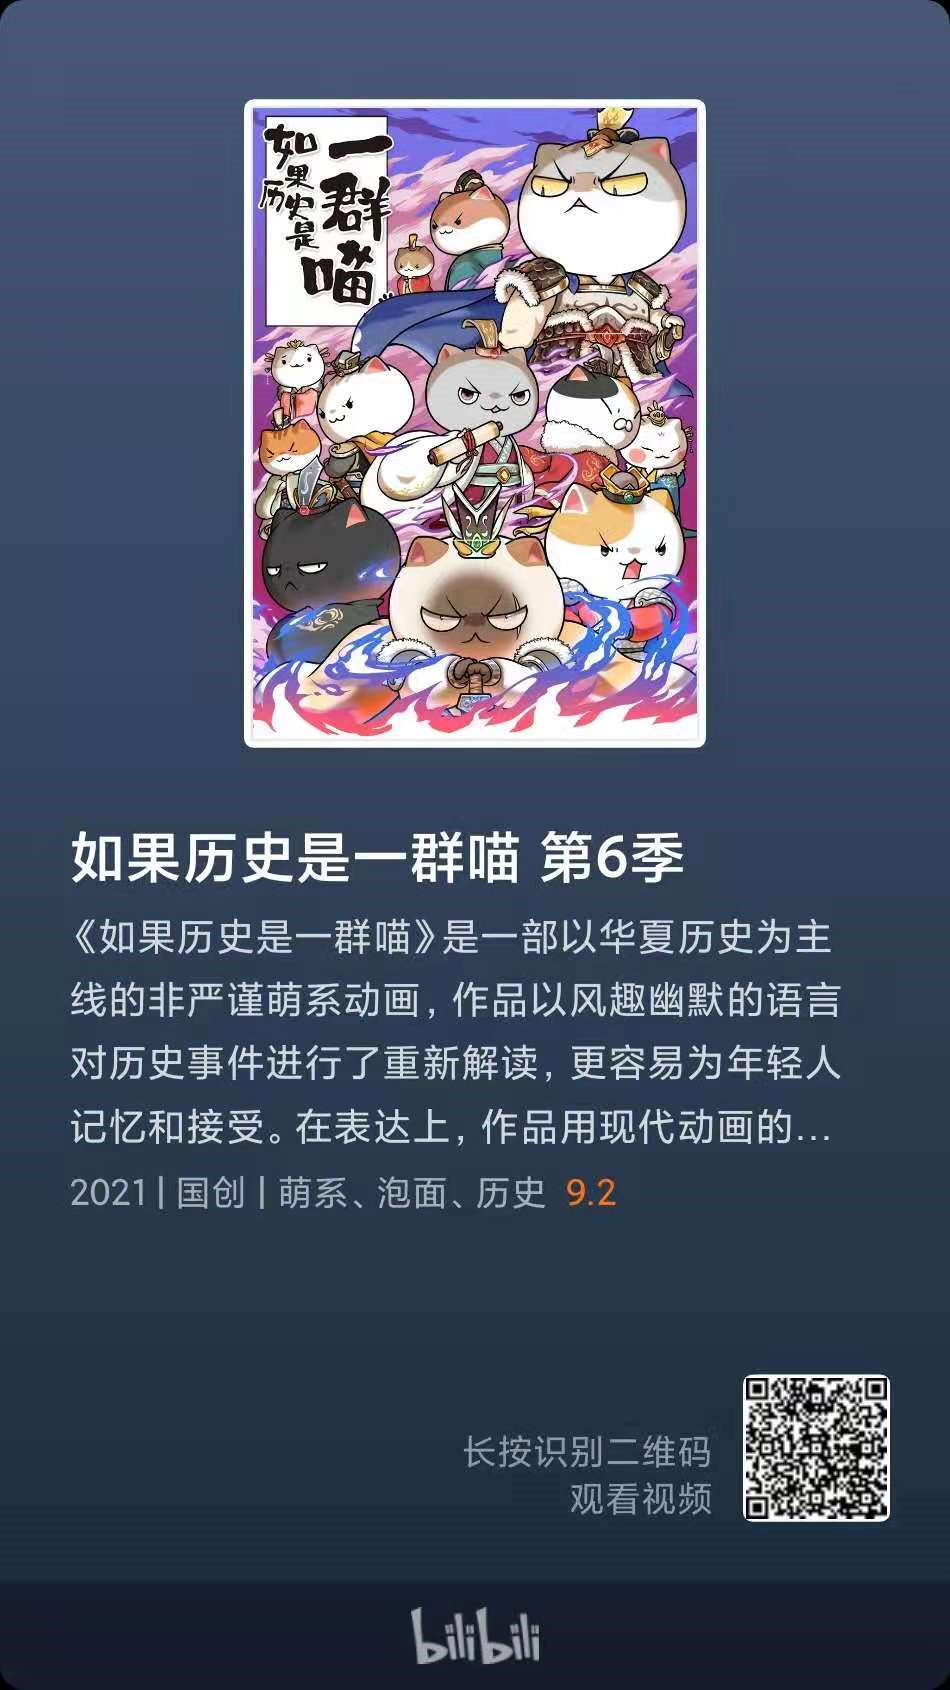 如果历史是
一群喵
如果历史是一群喵 第6季
《如果历史是一群喵》是一部以华夏历史为主
线的非严谨萌系动画，作品以风趣幽默的语言
对历史事件进行了重新解读，更容易为年轻人
记忆和接受。在表达上，作品用现代动画的...
2021 | 国创 | 萌系、泡面、历史 9.2
长按识别二维码
观看视频
bilibili